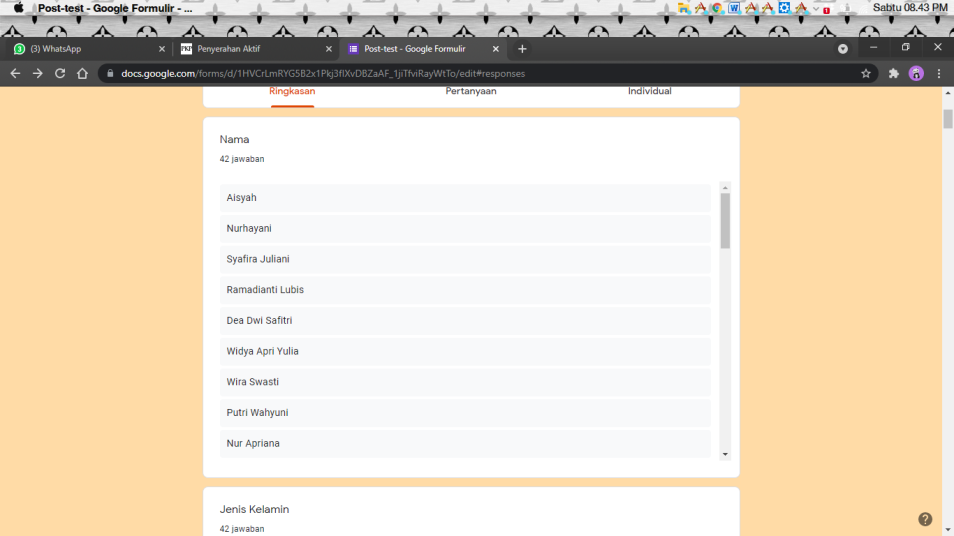 Post-test - Google Formulir - ...
Sabtu 08.43 PM
(3) WhatsApp
PKP Penyerahan Aktif
Post-test - Google Formulir
docs.google.com/forms/d/1HVCrLmRYG5B2x1Pkj3flXvDBZaAF_1jiTfviRayWtTo/edit#responses
Ringkasan
Pertanyaan
Individual
Nama
42 jawaban
Aisyah
Nurhayani
Syafira Juliani
Ramadianti Lubis
Dea Dwi Safitri
Widya Apri Yulia
Wira Swasti
Putri Wahyuni
Nur Apriana
Jenis Kelamin
42 jawaban